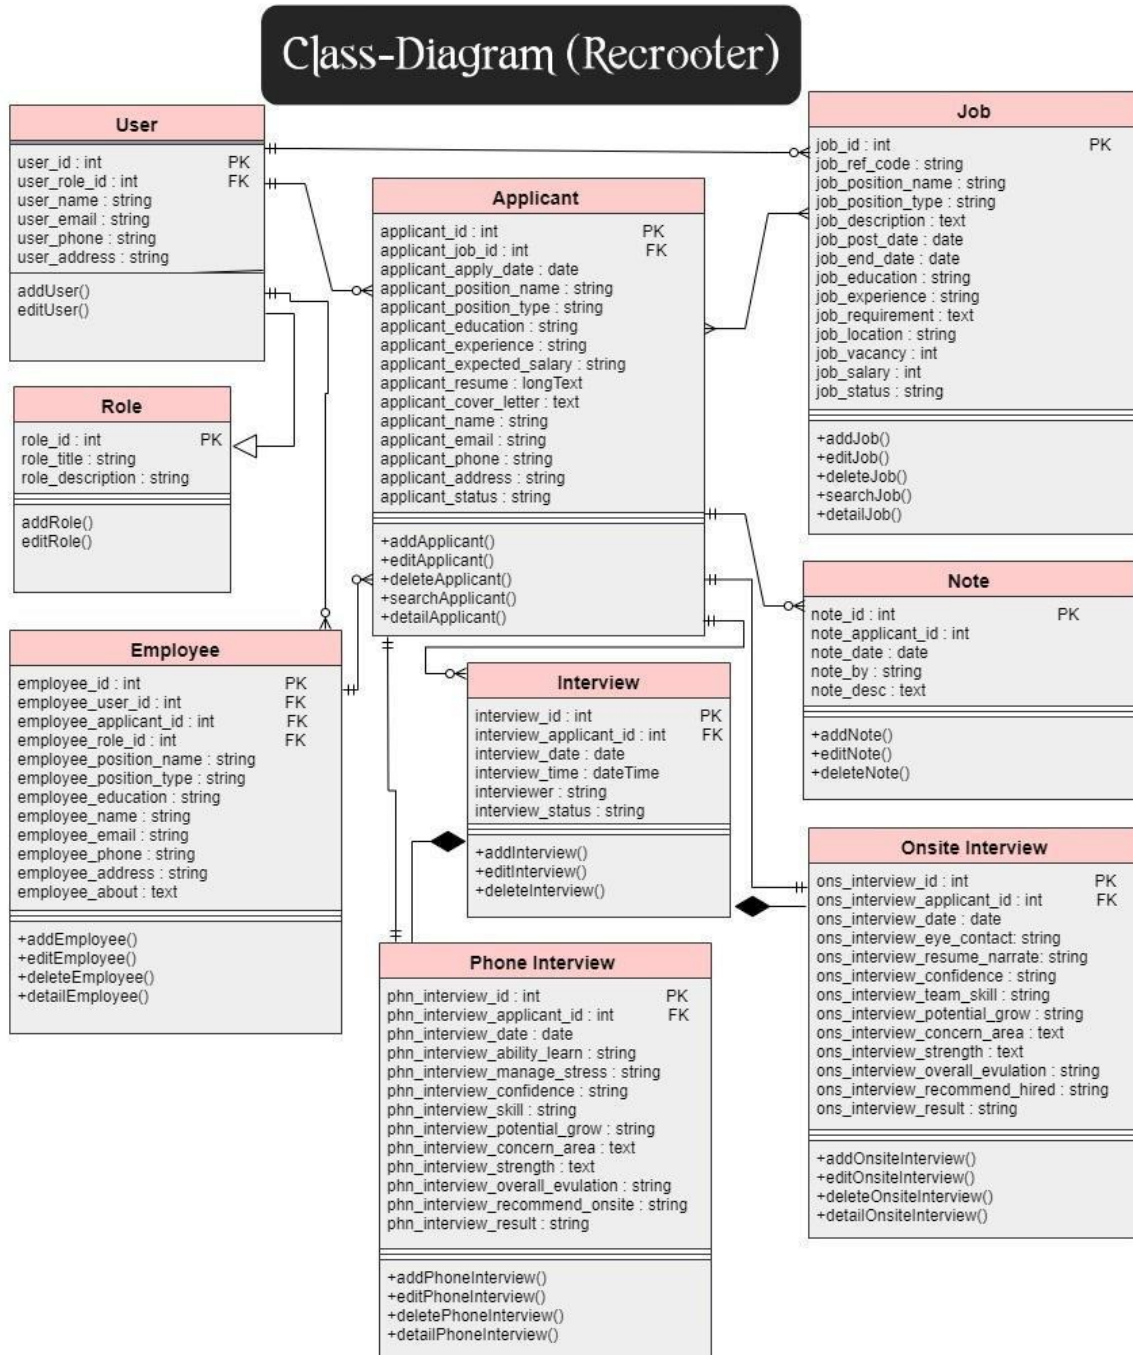 Class-Diagram (Recrooter)
User
user_id : int PK
user_role_id : int FK
user_name : string
user_email : string
user_phone : string
user_address : string
addUser()
editUser()
Role
role_id : int PK
role_title : string
role_description : string
addRole()
editRole()
Employee
employee_id : int PK
employee_user_id : int FK
employee_applicant_id : int FK
employee_role_id : int FK
employee_position_name : string
employee_position_type : string
employee_education : string
employee_name : string
employee_email : string
employee_phone : string
employee_address : string
employee_about : text
+addEmployee()
+editEmployee()
+deleteEmployee()
+detailEmployee()
Applicant
applicant_id : int PK
applicant_job_id : int FK
applicant_apply_date : date
applicant_position_name : string
applicant_position_type : string
applicant_education : string
applicant_experience : string
applicant_expected_salary : string
applicant_resume : longText
applicant_cover_letter : text
applicant_name : string
applicant_email : string
applicant_phone : string
applicant_address : string
applicant_status : string
+addApplicant()
+editApplicant()
+deleteApplicant()
+searchApplicant()
+detailApplicant()
Interview
interview_id : int PK
interview_applicant_id : int FK
interview_date : date
interview_time : dateTime
interviewer : string
interview_status : string
+addInterview()
+editInterview()
+deleteInterview()
Phone Interview
phn_interview_id : int PK
phn_interview_applicant_id : int FK
phn_interview_date : date
phn_interview_ability_learn : string
phn_interview_manage_stress : string
phn_interview_confidence : string
phn_interview_skill : string
phn_interview_potential_grow : string
phn_interview_concern_area : text
phn_interview_strength : text
phn_interview_overall_evulation : string
phn_interview_recommend_onsite : string
phn_interview_result : string
+addPhoneInterview()
+editPhoneInterview()
+deletePhoneInterview()
+detailPhoneInterview()
Job
job_id : int PK
job_ref_code : string
job_position_name : string
job_position_type : string
job_description : text
job_post_date : date
job_end_date : date
job_education : string
job_experience : string
job_requirement : text
job_location : string
job_vacancy : int
job_salary : int
job_status : string
+addJob()
+editJob()
+deleteJob()
+searchJob()
+detailJob()
Note
note_id : int PK
note_applicant_id : int
note_date : date
note_by : string
note_desc : text
+addNote()
+editNote()
+deleteNote()
Onsite Interview
ons_interview_id : int PK
ons_interview_applicant_id : int FK
ons_interview_date : date
ons_interview_eye_contact: string
ons_interview_resume_narrate: string
ons_interview_confidence : string
ons_interview_team_skill : string
ons_interview_potential_grow : string
ons_interview_concern_area : text
ons_interview_strength : text
ons_interview_overall_evulation : string
ons_interview_recommend_hired : string
ons_interview_result : string
+addOnsiteInterview()
+editOnsiteInterview()
+deleteOnsiteInterview()
+detailOnsiteInterview()